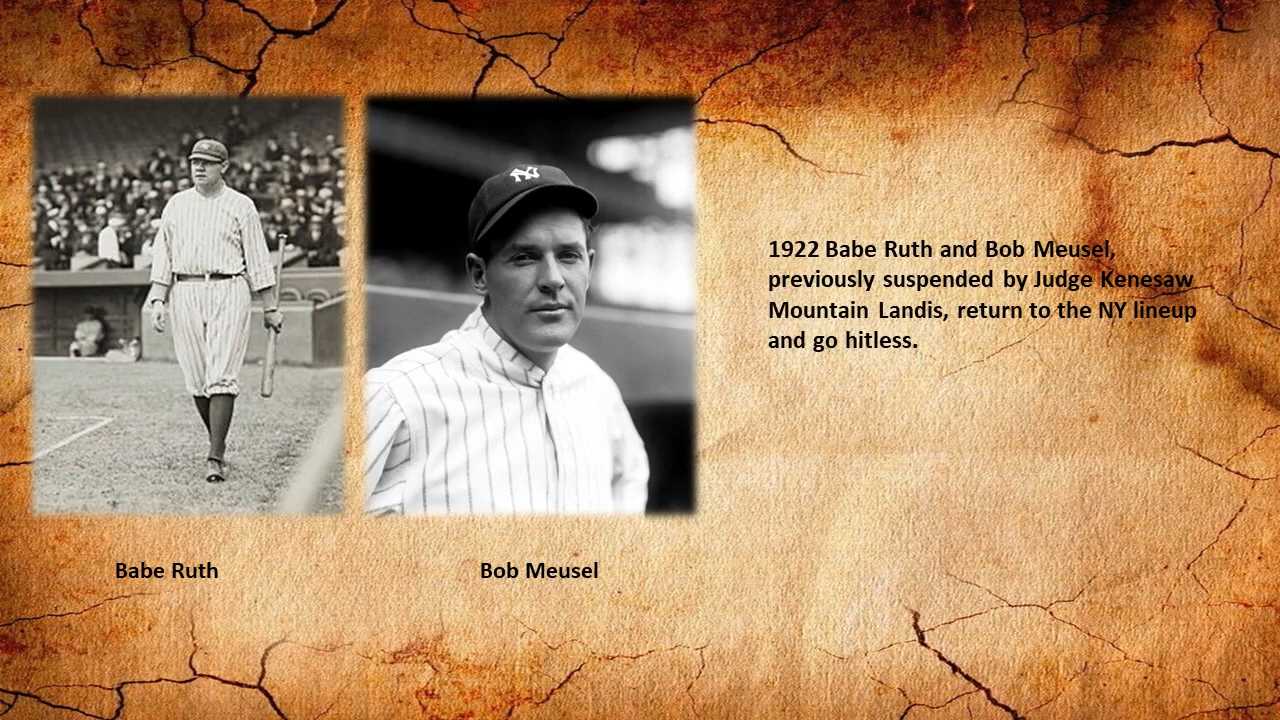 NY
1922 Babe Ruth and Bob Meusel,
previously suspended by Judge Kenesaw
Mountain Landis, return to the NY lineup
and go hitless.
Babe Ruth
Bob Meusel